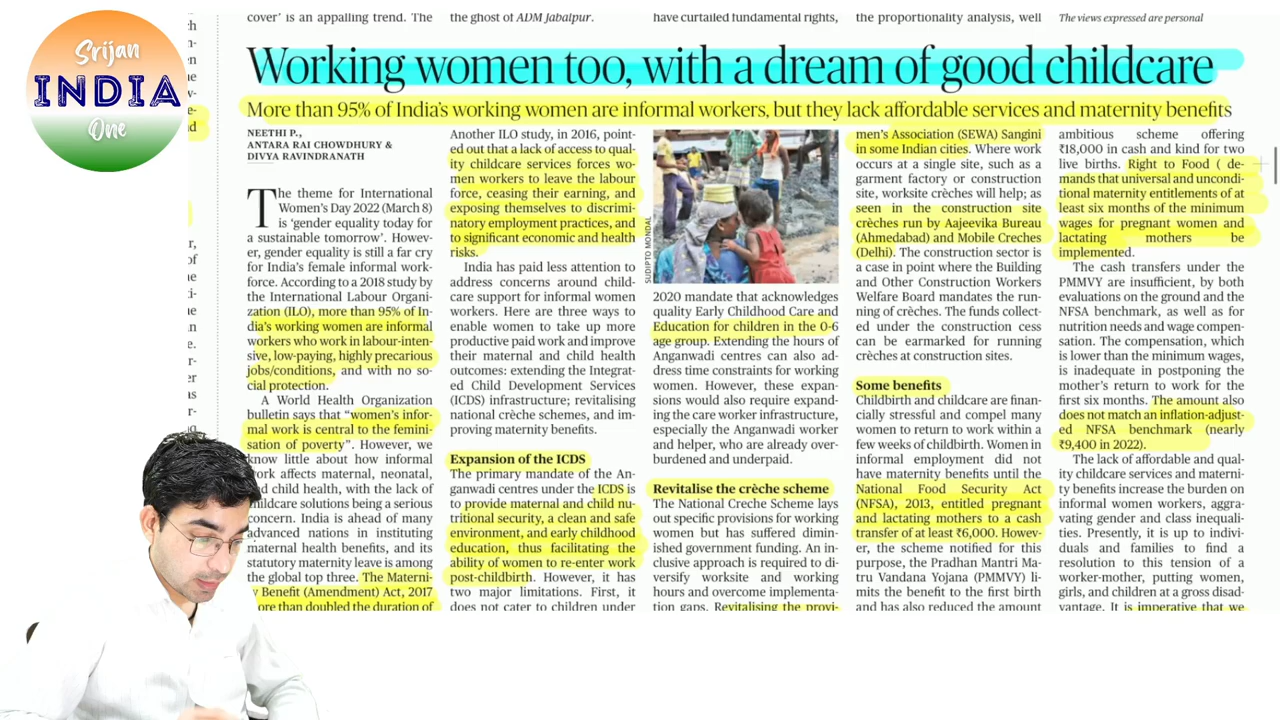 Srijan
INDIA
One
cover' is an appalling trend. The
the ghost of ADM Jabalpur.
have curtailed fundamental rights,
the proportionality analysis, well
The views expressed are personal
Working women too, with a dream of good childcare
More than 95% of India's working women are informal workers, but they lack affordable services and maternity benefits
NEETHI P.,
ANTARA RAI CHOWDHURY &
DIVYA RAVINDRANATH
The theme for International
Women's Day 2022 (March 8)
is 'gender equality today for
a sustainable tomorrow'. Howev-
er, gender equality is still a far cry
for India's female informal work-
force. According to a 2018 study by
the International Labour Organi-
zation (ILO), more than 95% of In-
dia's working women are informal
workers who work in labour-inten-
sive, low-paying, highly precarious
jobs/conditions, and with no so-
cial protection.
A World Health Organization
bulletin says that "women's infor-
mal work is central to the femini-
sation of poverty". However, we
know little about how informal
work affects maternal, neonatal,
and child health, with the lack of
childcare solutions being a serious
concern. India is ahead of many
advanced nations in instituting
maternal health benefits, and its
statutory maternity leave is among
the global top three. The Materni-
y Benefit (Amendment) Act, 2017
ore than doubled the duration of
Another ILO study, in 2016, point-
ed out that a lack of access to qual-
ity childcare services forces wo-
men workers to leave the labour
force, ceasing their earning, and
exposing themselves to discrimi-
natory employment practices, and
to significant economic and health
risks.
India has paid less attention to
address concerns around child-
care support for informal women
workers. Here are three ways to
enable women to take up more
productive paid work and improve
their maternal and child health
outcomes: extending the Integrat-
ed Child Development Services
(ICDS) infrastructure; revitalising
national crèche schemes, and im-
proving maternity benefits.
Expansion of the ICDS
The primary mandate of the An-
ganwadi centres under the ICDS is
to provide maternal and child nu-
tritional security, a clean and safe
environment, and early childhood
education, thus facilitating the
ability of women to re-enter work
post-childbirth. However, it has
two major limitations. First, it
does not cater to children under
SUDIPTO MONDAL
2020 mandate that acknowledges
quality Early Childhood Care and
Education for children in the 0-6
age group. Extending the hours of
Anganwadi centres can also ad-
dress time constraints for working
women. However, these expan-
sions would also require expand-
ing the care worker infrastructure,
especially the Anganwadi worker
and helper, who are already over-
burdened and underpaid.
Revitalise the crèche scheme
The National Creche Scheme lays
out specific provisions for working
women but has suffered dimin-
ished government funding. An in-
clusive approach is required to di-
versify worksite and working
hours and overcome implementa-
tion gaps. Revitalising the provi-
men's Association (SEWA) Sangini
in some Indian cities. Where work
occurs at a single site, such as a
garment factory or construction
site, worksite crèches will help; as
seen in the construction site
crèches run by Aajeevika Bureau
(Ahmedabad) and Mobile Creches
(Delhi). The construction sector is
a case in point where the Building
and Other Construction Workers
Welfare Board mandates the run-
ning of crèches. The funds collect-
ed under the construction cess
can be earmarked for running
crèches at construction sites.
Some benefits
Childbirth and childcare are finan-
cially stressful and compel many
women to return to work within a
few weeks of childbirth. Women in
informal employment did not
have maternity benefits until the
National Food Security Act
(NFSA), 2013, entitled pregnant
and lactating mothers to a cash
transfer of at least ₹6,000. Howev-
er, the scheme notified for this
purpose, the Pradhan Mantri Ma-
tru Vandana Yojana (PMMVY) li-
mits the benefit to the first birth
and has also reduced the amount
ambitious scheme offering
₹18,000 in cash and kind for two
live births. Right to Food ( de-
mands that universal and uncondi-
tional maternity entitlements of at
least six months of the minimum
wages for pregnant women and
lactating mothers be
implemented.
The cash transfers under the
PMMVY are insufficient, by both
evaluations on the ground and the
NFSA benchmark, as well as for
nutrition needs and wage compen-
sation. The compensation, which
is lower than the minimum wages,
is inadequate in postponing the
mother's return to work for the
first six months. The amount also
does not match an inflation-adjust-
ed NFSA benchmark (nearly
₹9,400 in 2022).
The lack of affordable and qual-
ity childcare services and materni-
ty benefits increase the burden on
informal women workers, aggra-
vating gender and class inequali-
ties. Presently, it is up to indivi-
duals and families to find a
resolution to this tension of a
worker-mother, putting women,
girls, and children at a gross disad-
vantage. It is imperative that we